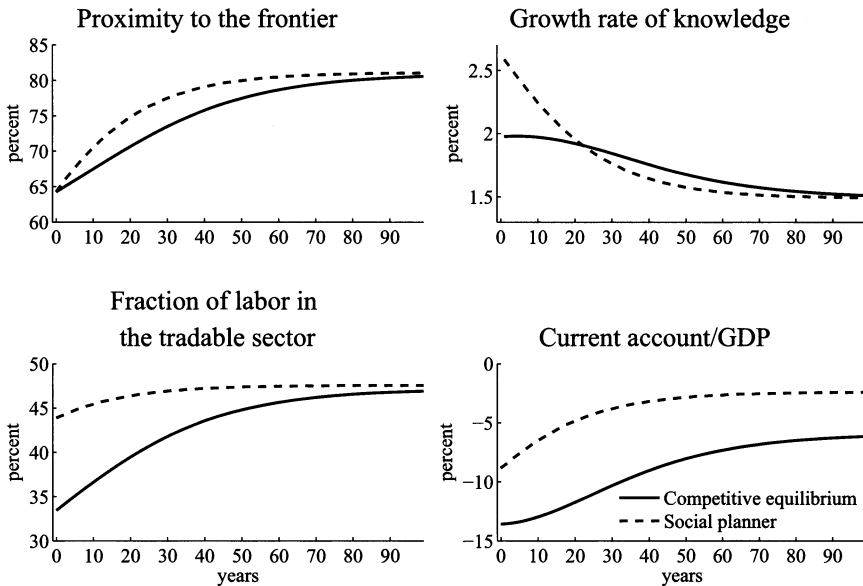 Proximity to the frontier
percent
85
80
75
70
65
60
0 10 20 30 40 50 60 70 80 90
Growth rate of knowledge
percent
2.5
2
1.5
0 10 20 30 40 50 60 70 80 90
Fraction of labor in
the tradable sector
percent
50
45
40
35
30
0 10 20 30 40 50 60 70 80 90
years
Current account/GDP
percent
0
−5
−10
−15
Competitive equilibrium
Social planner
0 10 20 30 40 50 60 70 80 90
years